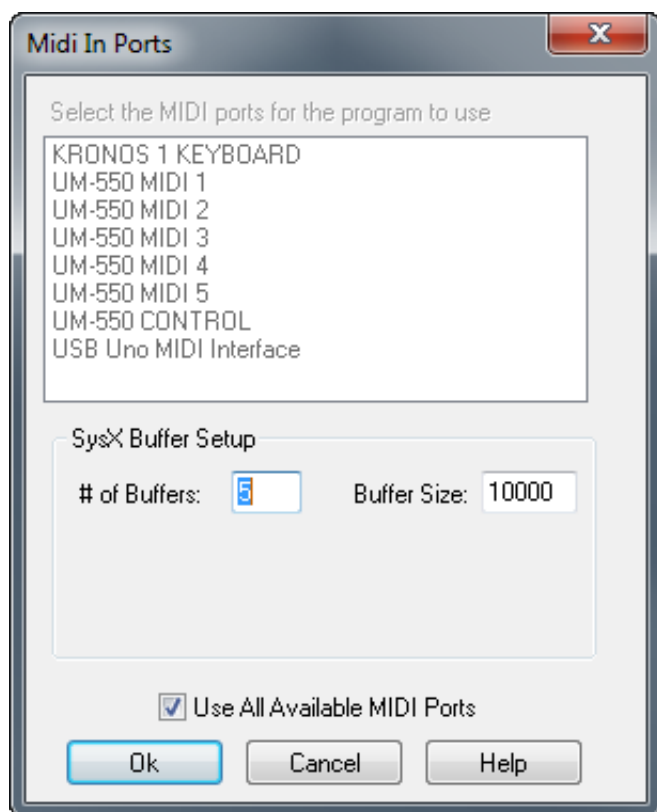 Midi In Ports
Select the MIDI ports for the program to use
KRONOS 1 KEYBOARD
UM-550 MIDI 1
UM-550 MIDI 2
UM-550 MIDI 3
UM-550 MIDI 4
UM-550 MIDI 5
UM-550 CONTROL
USB Uno MIDI Interface
SysX Buffer Setup
# of Buffers: 5 Buffer Size: 10000
Use All Available MIDI Ports
Ok Cancel Help